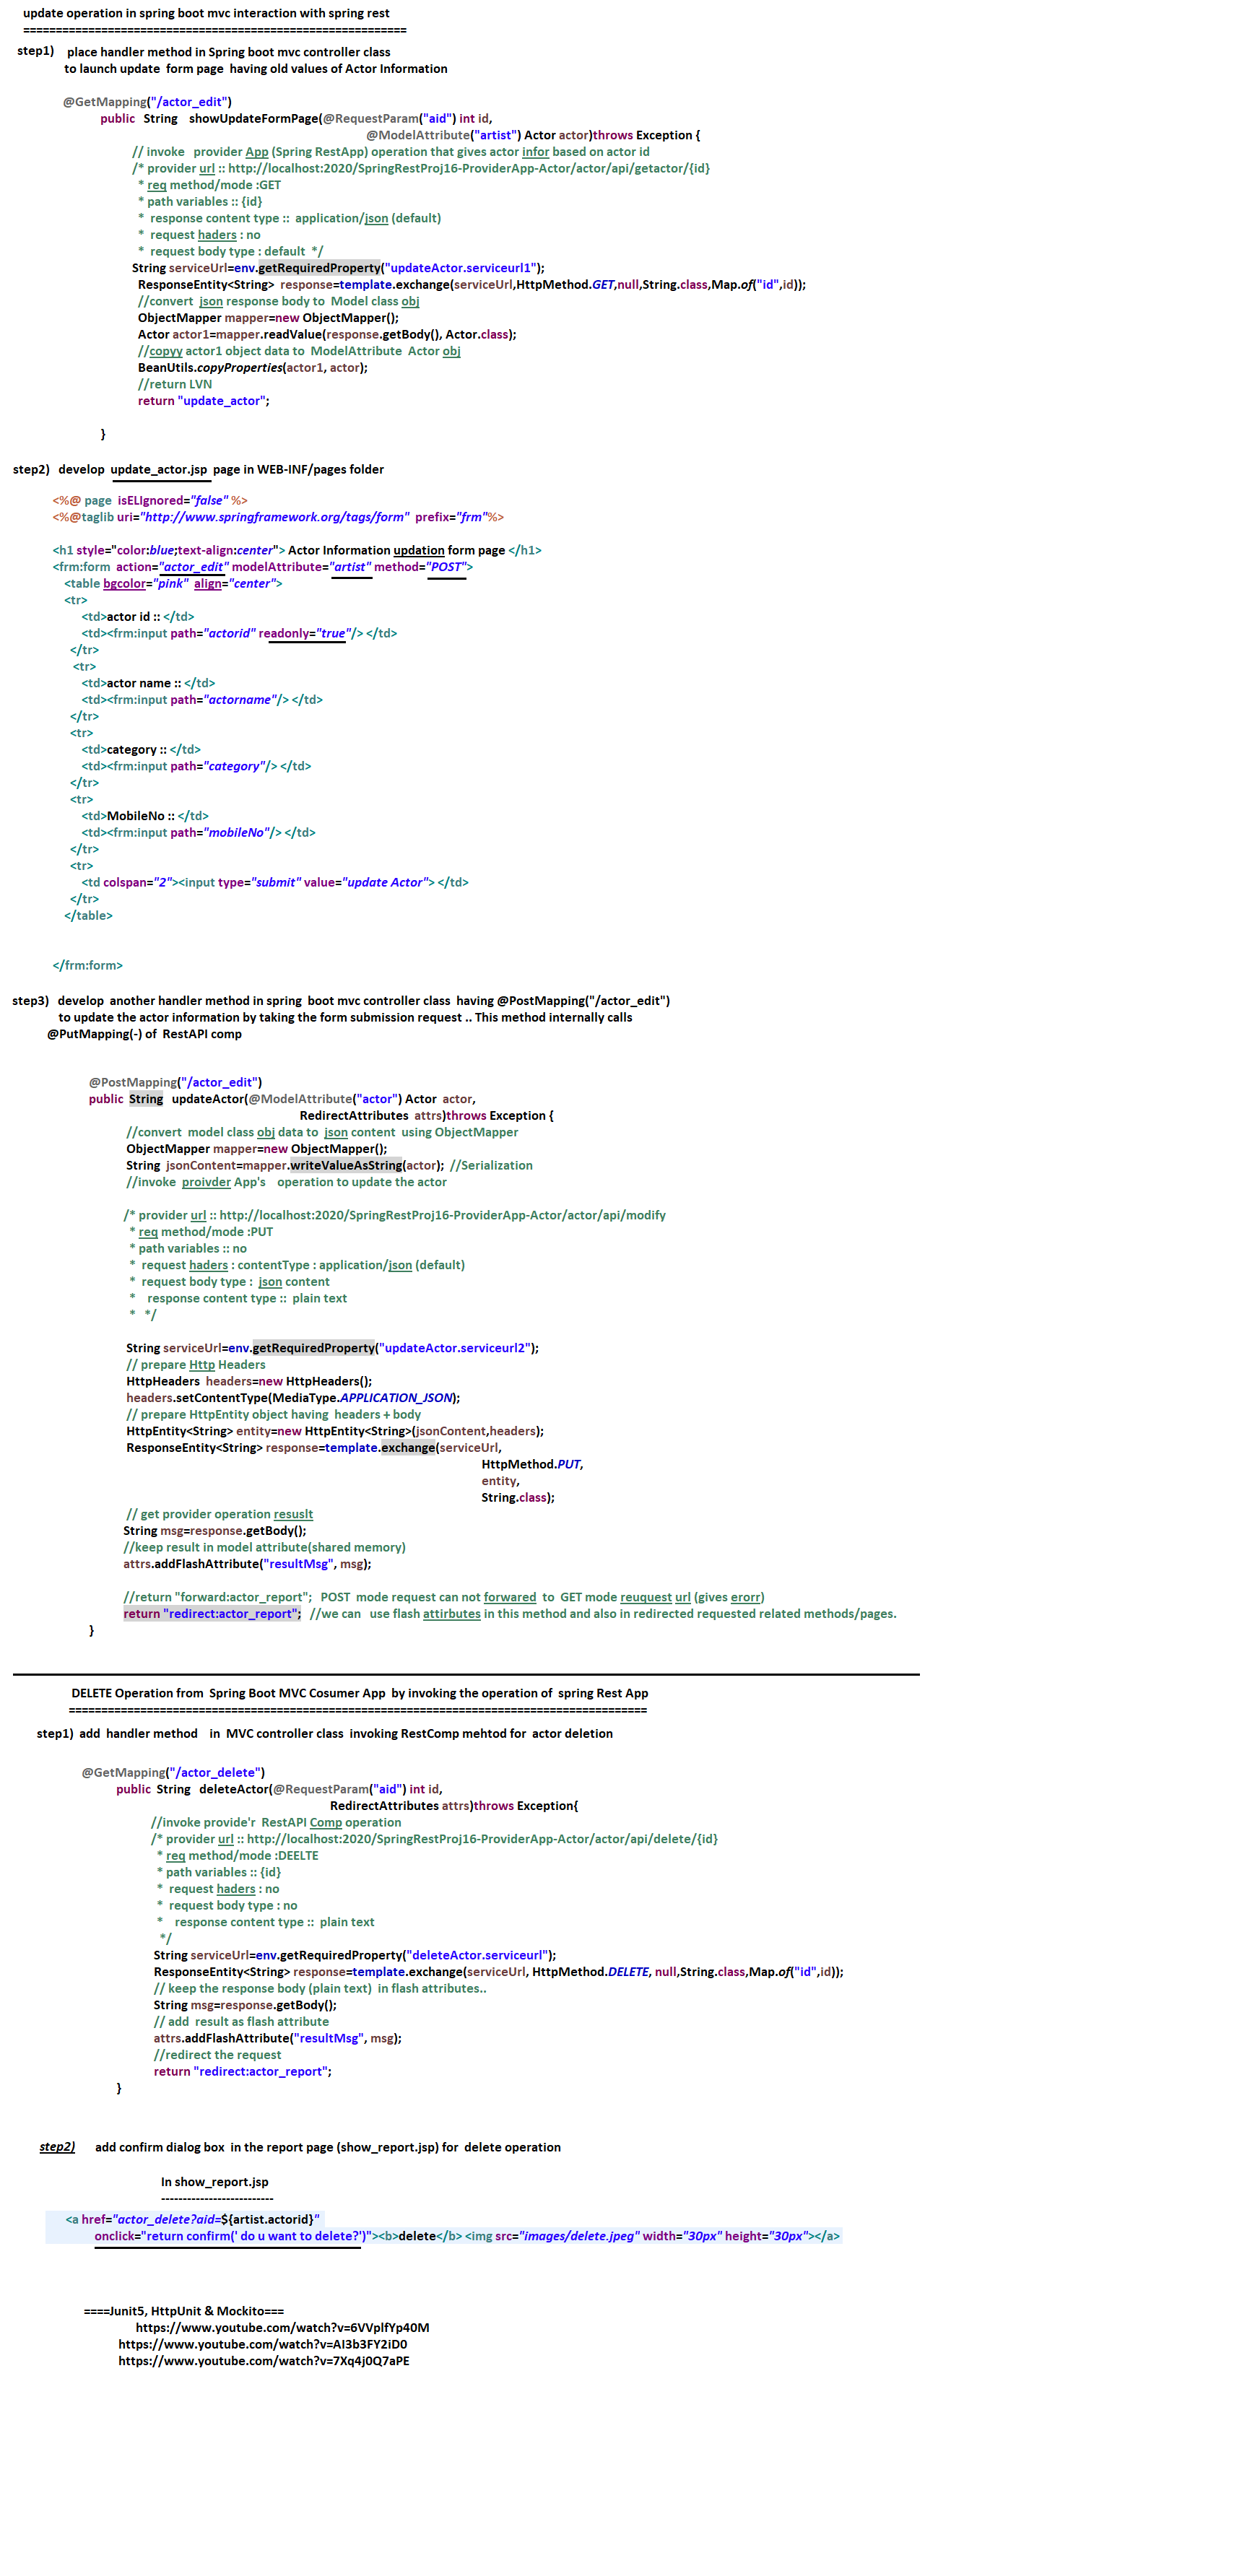 update operation in spring boot mvc interaction with spring rest
===========================================================
step1) place handler method in Spring boot mvc controller class
to launch update form page having old values of Actor Information
@GetMapping("/actor_edit")
public String showUpdateFormPage(@RequestParam("aid") int id,
@ModelAttribute("artist") Actor actor)throws Exception {
// invoke provider App (Spring RestApp) operation that gives actor infor based on actor id
/* provider url :: http://localhost:2020/SpringRestProj16-ProviderApp-Actor/actor/api/getactor/{id}
* req method/mode :GET
* path variables :: {id}
* response content type :: application/json (default)
* request haders : no
* request body type : default */
String serviceUrl=env.getRequiredProperty("updateActor.serviceurl1");
ResponseEntity<String> response=template.exchange(serviceUrl,HttpMethod.GET,null,String.class,Map.of("id",id));
//convert json response body to Model class obj
ObjectMapper mapper=new ObjectMapper();
Actor actor1=mapper.readValue(response.getBody(), Actor.class);
//copyy actor1 object data to ModelAttribute Actor obj
BeanUtils.copyProperties(actor1, actor);
//return LVN
return "update_actor";
}
step2) develop update_actor.jsp page in WEB-INF/pages folder
<%@ page isELIgnored="false" %>
<%@taglib uri="http://www.springframework.org/tags/form" prefix="frm"%>
<h1 style="color:blue;text-align:center"> Actor Information updation form page </h1>
<frm:form action="actor_edit" modelAttribute="artist" method="POST">
<table bgcolor="pink" align="center">
<tr>
<td>actor id :: </td>
<td><frm:input path="actorid" readonly="true"/> </td>
</tr>
<tr>
<td>actor name :: </td>
<td><frm:input path="actorname"/> </td>
</tr>
<tr>
<td>category :: </td>
<td><frm:input path="category"/> </td>
</tr>
<tr>
<td>MobileNo :: </td>
<td><frm:input path="mobileNo"/> </td>
</tr>
<tr>
<td colspan="2"><input type="submit" value="update Actor"> </td>
</tr>
</table>
</frm:form>
step3) develop another handler method in spring boot mvc controller class having @PostMapping("/actor_edit")
to update the actor information by taking the form submission request .. This method internally calls
@PutMapping(-) of RestAPI comp
@PostMapping("/actor_edit")
public String updateActor(@ModelAttribute("actor") Actor actor,
RedirectAttributes attrs)throws Exception {
//convert model class obj data to json content using ObjectMapper
ObjectMapper mapper=new ObjectMapper();
String jsonContent=mapper.writeValueAsString(actor); //Serialization
//invoke proivder App's operation to update the actor
/* provider url :: http://localhost:2020/SpringRestProj16-ProviderApp-Actor/actor/api/modify
* req method/mode :PUT
* path variables :: no
* request haders : contentType : application/json (default)
* request body type : json content
* response content type :: plain text
* */
String serviceUrl=env.getRequiredProperty("updateActor.serviceurl2");
// prepare Http Headers
HttpHeaders headers=new HttpHeaders();
headers.setContentType(MediaType.APPLICATION_JSON);
// prepare HttpEntity object having headers + body
HttpEntity<String> entity=new HttpEntity<String>(jsonContent,headers);
ResponseEntity<String> response=template.exchange(serviceUrl,
HttpMethod.PUT,
entity,
String.class);
// get provider operation resuslt
String msg=response.getBody();
//keep result in model attribute(shared memory)
attrs.addFlashAttribute("resultMsg", msg);
//return "forward:actor_report"; POST mode request can not forwared to GET mode reuquest url (gives erorr)
return "redirect:actor_report"; //we can use flash attirbutes in this method and also in redirected requested related methods/pages.
}
DELETE Operation from Spring Boot MVC Cosumer App by invoking the operation of spring Rest App
=========================================================================================
step1) add handler method in MVC controller class invoking RestComp mehtod for actor deletion
@GetMapping("/actor_delete")
public String deleteActor(@RequestParam("aid") int id,
RedirectAttributes attrs)throws Exception{
//invoke provide'r RestAPI Comp operation
/* provider url :: http://localhost:2020/SpringRestProj16-ProviderApp-Actor/actor/api/delete/{id}
* req method/mode :DEELTE
* path variables :: {id}
* request haders : no
* request body type : no
* response content type :: plain text
*/
String serviceUrl=env.getRequiredProperty("deleteActor.serviceurl");
ResponseEntity<String> response=template.exchange(serviceUrl, HttpMethod.DELETE, null,String.class,Map.of("id",id));
// keep the response body (plain text) in flash attributes..
String msg=response.getBody();
// add result as flash attribute
attrs.addFlashAttribute("resultMsg", msg);
//redirect the request
return "redirect:actor_report";
}
step2) add confirm dialog box in the report page (show_report.jsp) for delete operation
In show_report.jsp
--------------------------
<a href="actor_delete?aid=${artist.actorid}"
onclick="return confirm(' do u want to delete?')"><b>delete</b> <img src="images/delete.jpeg" width="30px" height="30px"></a>
====Junit5, HttpUnit & Mockito===
https://www.youtube.com/watch?v=6VVplfYp40M
https://www.youtube.com/watch?v=AI3b3FY2iD0
https://www.youtube.com/watch?v=7Xq4j0Q7aPE